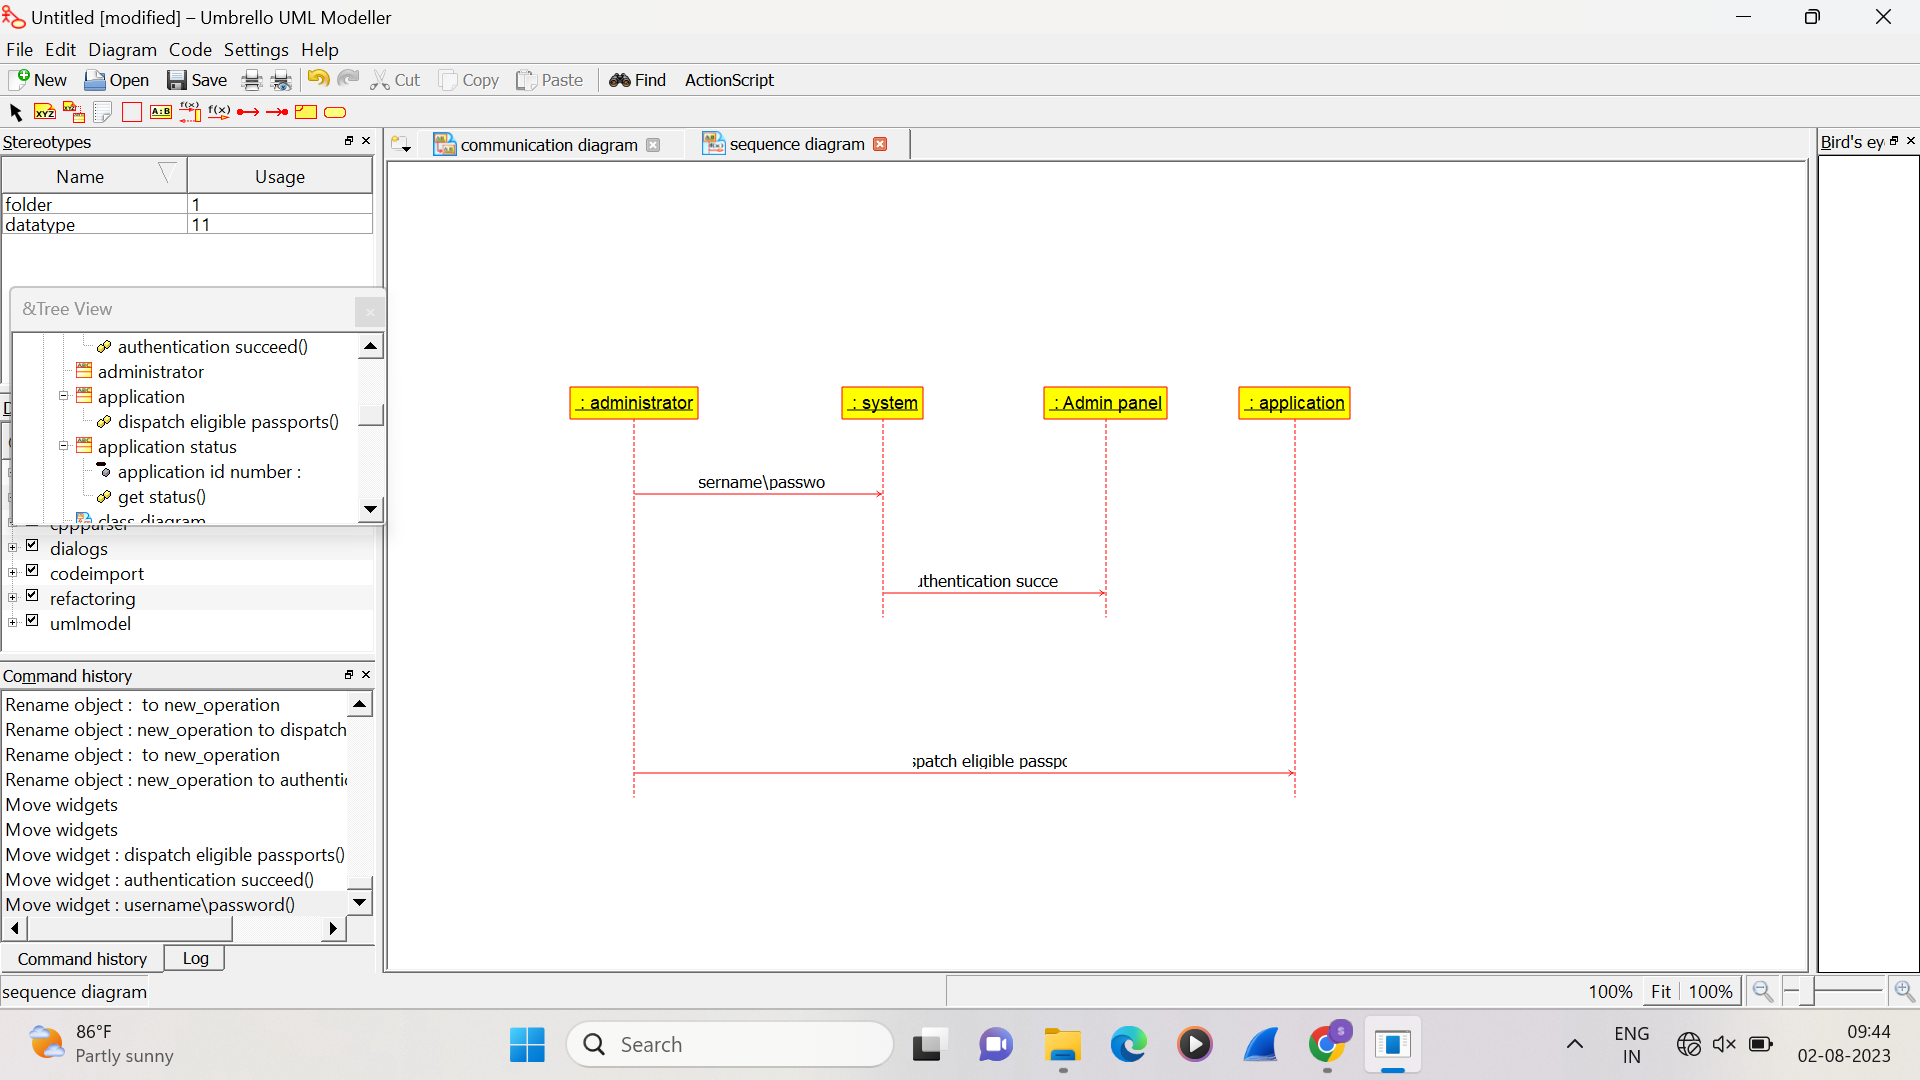 Untitled [modified] – Umbrello UML Modeller
File Edit Diagram Code Settings Help
New Open Save Cut Copy Paste Find ActionScript
XYZ XYZ A:B f(x) f(x)
Stereotypes
Name Usage
folder 1
datatype 11
&Tree View
authentication succeed()
administrator
application
dispatch eligible passports()
application status
application id number :
get status()
class diagram
cppparser
dialogs
codeimport
refactoring
umlmodel
Command history
Rename object : to new_operation
Rename object : new_operation to dispatch
Rename object : to new_operation
Rename object : new_operation to authentic
Move widgets
Move widgets
Move widget : dispatch eligible passports()
Move widget : authentication succeed()
Move widget : username\password()
Command history Log
sequence diagram
communication diagram
sequence diagram
: administrator : system : Admin panel : application
sername\passwo
uthentication succe
spatch eligible passpo
Bird's ey
100% Fit 100%
86°F
Partly sunny
Search
S
ENG
IN
09:44
02-08-2023